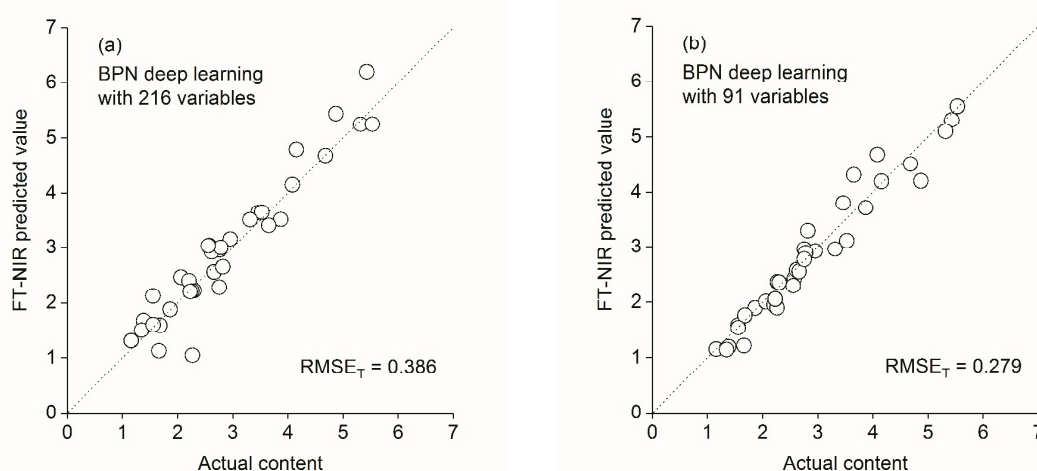 (a)
BPN deep learning
with 216 variables
FT-NIR predicted value
7
6
5
4
3
2
1
0
RMSET = 0.386
0 1 2 3 4 5 6 7
Actual content
(b)
BPN deep learning
with 91 variables
FT-NIR predicted value
7
6
5
4
3
2
1
0
RMSET = 0.279
0 1 2 3 4 5 6 7
Actual content